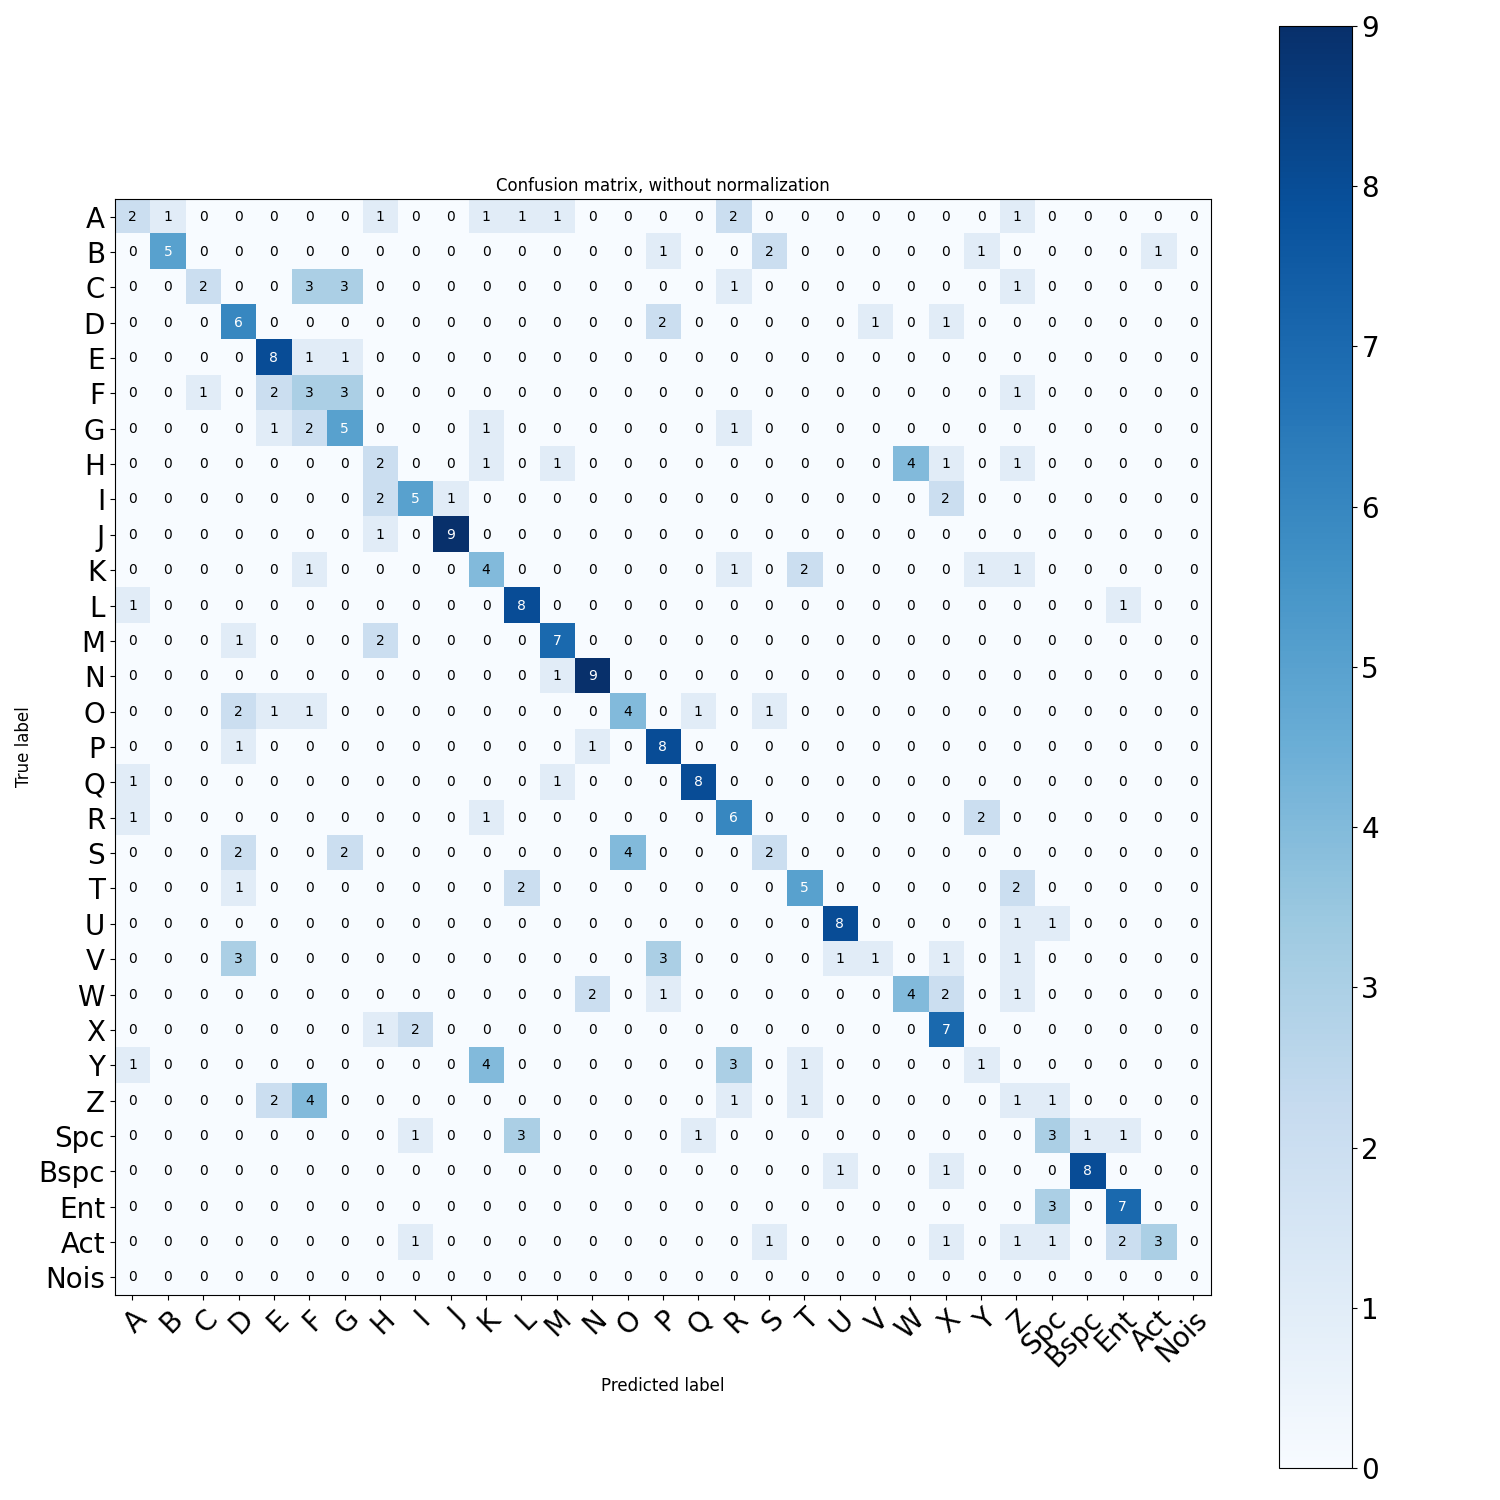 Confusion matrix, without normalization
A 2 1 0 0 0 0 0 1 0 0 1 1 1 0 0 0 0 2 0 0 0 0 0 0 0 1 0 0 0 0 0
B 0 5 0 0 0 0 0 0 0 0 0 0 0 0 0 1 0 0 2 0 0 0 0 0 1 0 0 0 0 1 0
C 0 0 2 0 0 3 3 0 0 0 0 0 0 0 0 0 0 1 0 0 0 0 0 0 0 1 0 0 0 0 0
D 0 0 0 6 0 0 0 0 0 0 0 0 0 0 0 2 0 0 0 0 0 1 0 1 0 0 0 0 0 0 0
E 0 0 0 0 8 1 1 0 0 0 0 0 0 0 0 0 0 0 0 0 0 0 0 0 0 0 0 0 0 0 0
F 0 0 1 0 2 3 3 0 0 0 0 0 0 0 0 0 0 0 0 0 0 0 0 0 0 1 0 0 0 0 0
G 0 0 0 0 1 2 5 0 0 0 1 0 0 0 0 0 0 1 0 0 0 0 0 0 0 0 0 0 0 0 0
H 0 0 0 0 0 0 0 2 0 0 1 0 1 0 0 0 0 0 0 0 0 0 4 1 0 1 0 0 0 0 0
I 0 0 0 0 0 0 0 2 5 1 0 0 0 0 0 0 0 0 0 0 0 0 0 2 0 0 0 0 0 0 0
J 0 0 0 0 0 0 0 1 0 9 0 0 0 0 0 0 0 0 0 0 0 0 0 0 0 0 0 0 0 0 0
K 0 0 0 0 0 1 0 0 0 0 4 0 0 0 0 0 0 1 0 2 0 0 0 0 1 1 0 0 0 0 0
L 1 0 0 0 0 0 0 0 0 0 0 8 0 0 0 0 0 0 0 0 0 0 0 0 0 0 0 0 1 0 0
M 0 0 0 1 0 0 0 2 0 0 0 0 7 0 0 0 0 0 0 0 0 0 0 0 0 0 0 0 0 0 0
N 0 0 0 0 0 0 0 0 0 0 0 0 1 9 0 0 0 0 0 0 0 0 0 0 0 0 0 0 0 0 0
O 0 0 0 2 1 1 0 0 0 0 0 0 0 0 4 0 1 0 1 0 0 0 0 0 0 0 0 0 0 0 0
P 0 0 0 1 0 0 0 0 0 0 0 0 0 1 0 8 0 0 0 0 0 0 0 0 0 0 0 0 0 0 0
Q 1 0 0 0 0 0 0 0 0 0 0 0 1 0 0 0 8 0 0 0 0 0 0 0 0 0 0 0 0 0 0
R 1 0 0 0 0 0 0 0 0 0 1 0 0 0 0 0 0 6 0 0 0 0 0 0 2 0 0 0 0 0 0
S 0 0 0 2 0 0 2 0 0 0 0 0 0 0 4 0 0 0 2 0 0 0 0 0 0 0 0 0 0 0 0
T 0 0 0 1 0 0 0 0 0 0 0 2 0 0 0 0 0 0 0 5 0 0 0 0 0 2 0 0 0 0 0
U 0 0 0 0 0 0 0 0 0 0 0 0 0 0 0 0 0 0 0 0 8 0 0 0 0 1 1 0 0 0 0
V 0 0 0 3 0 0 0 0 0 0 0 0 0 0 0 3 0 0 0 0 1 1 0 1 0 1 0 0 0 0 0
W 0 0 0 0 0 0 0 0 0 0 0 0 0 2 0 1 0 0 0 0 0 0 4 2 0 1 0 0 0 0 0
X 0 0 0 0 0 0 0 1 2 0 0 0 0 0 0 0 0 0 0 0 0 0 0 7 0 0 0 0 0 0 0
Y 1 0 0 0 0 0 0 0 0 0 4 0 0 0 0 0 0 3 0 1 0 0 0 0 1 0 0 0 0 0 0
Z 0 0 0 0 2 4 0 0 0 0 0 0 0 0 0 0 0 1 0 1 0 0 0 0 0 1 1 0 0 0 0
Spc 0 0 0 0 0 0 0 0 1 0 0 3 0 0 0 0 1 0 0 0 0 0 0 0 0 0 3 1 1 0 0
Bspc 0 0 0 0 0 0 0 0 0 0 0 0 0 0 0 0 0 0 0 0 1 0 0 1 0 0 0 8 0 0 0
Ent 0 0 0 0 0 0 0 0 0 0 0 0 0 0 0 0 0 0 0 0 0 0 0 0 0 0 3 0 7 0 0
Act 0 0 0 0 0 0 0 0 1 0 0 0 0 0 0 0 0 0 1 0 0 0 0 1 0 1 1 0 2 3 0
Nois 0 0 0 0 0 0 0 0 0 0 0 0 0 0 0 0 0 0 0 0 0 0 0 0 0 0 0 0 0 0 0
A B C D E F G H I J K L M N O P Q R S T U V W X Y Z Spc Bspc Ent Act Nois
Predicted label
True label
9
8
7
6
5
4
3
2
1
0